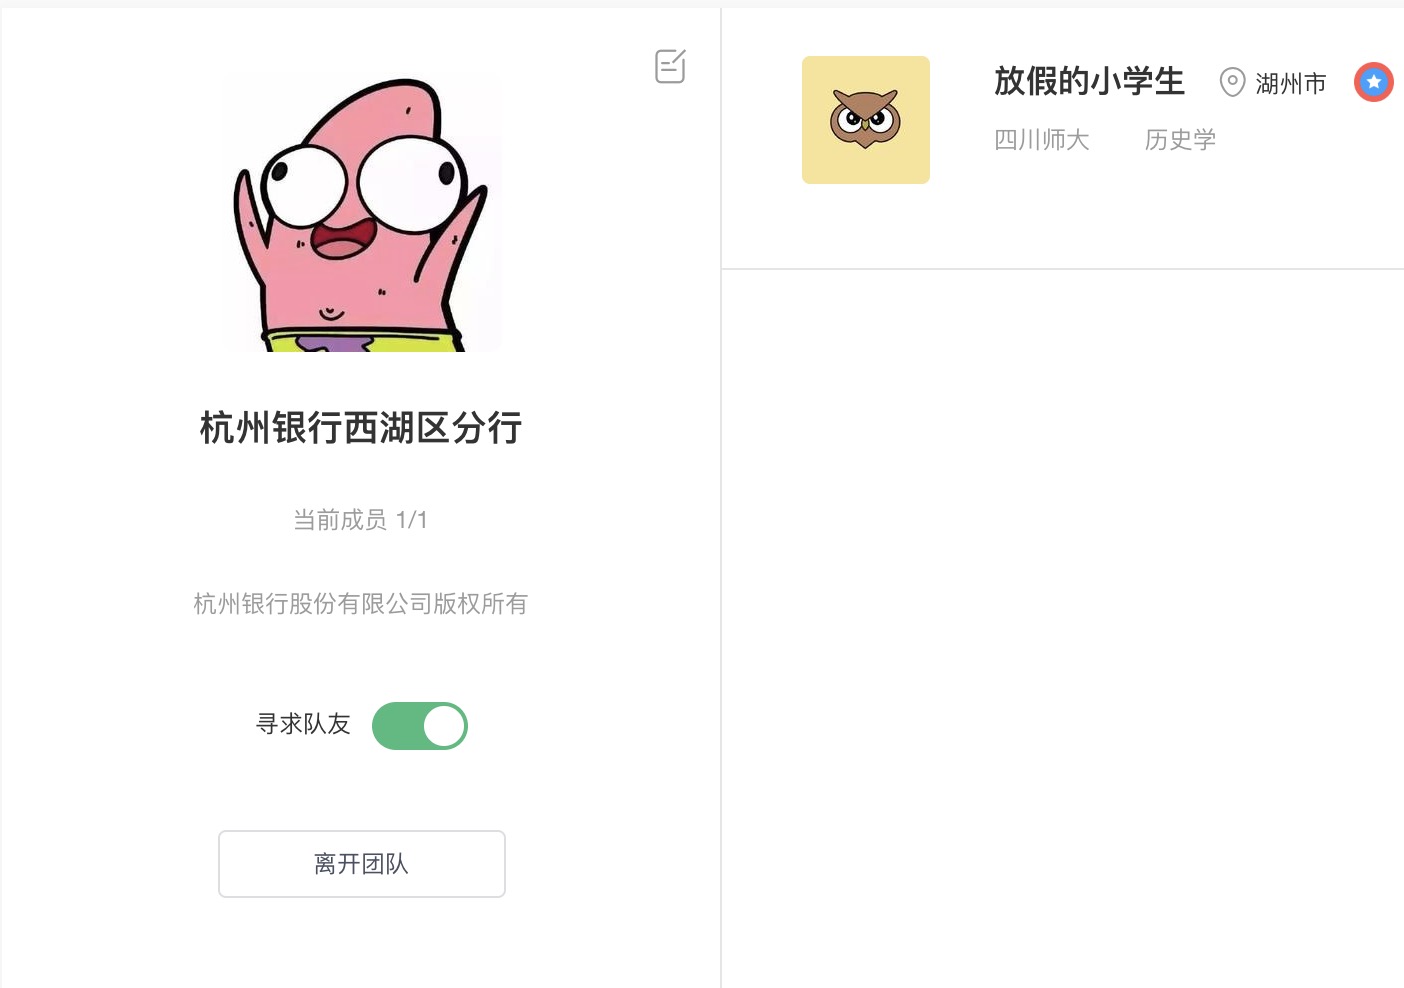 杭州银行西湖区分行
当前成员 1/1
杭州银行股份有限公司版权所有
寻求队友
离开团队
放假的小学生 湖州市
四川师大 历史学